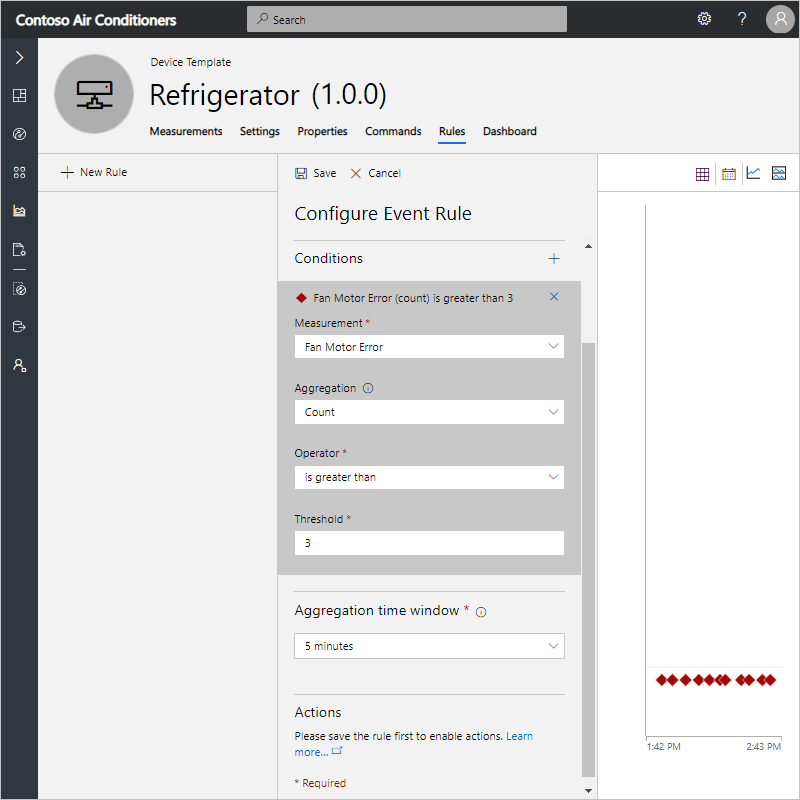 Contoso Air Conditioners
Search
?
Device Template
Refrigerator (1.0.0)
Measurements Settings Properties Commands Rules Dashboard
New Rule
Save Cancel
Configure Event Rule
Conditions
Fan Motor Error (count) is greater than 3
Measurement *
Fan Motor Error
Aggregation
Count
Operator *
is greater than
Threshold *
3
Aggregation time window *
5 minutes
Actions
Please save the rule first to enable actions. Learn
more...
* Required
1:42 PM 2:43 PM